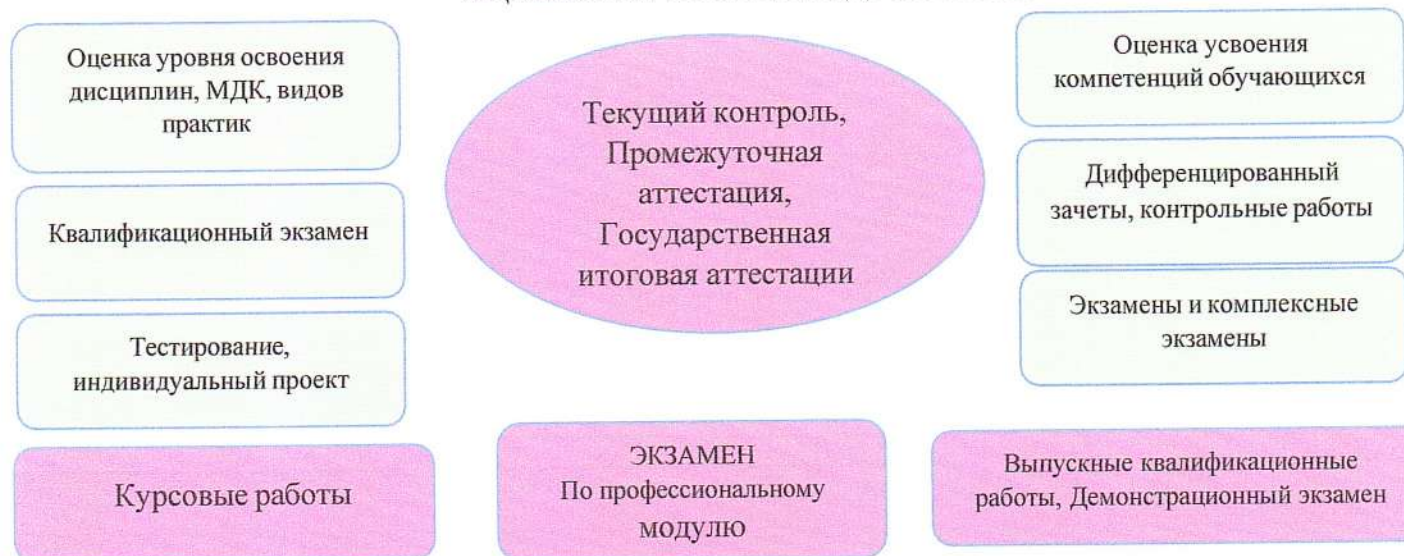 Оценка уровня освоения
дисциплин, МДК, видов
практик
Квалификационный экзамен
Тестирование,
индивидуальный проект
Курсовые работы
Текущий контроль,
Промежуточная
аттестация,
Государственная
итоговая аттестации
ЭКЗАМЕН
По профессиональному
модулю
Оценка усвоения
компетенций обучающихся
Дифференцированный
зачеты, контрольные работы
Экзамены и комплексные
экзамены
Выпускные квалификационные
работы, Демонстрационный экзамен